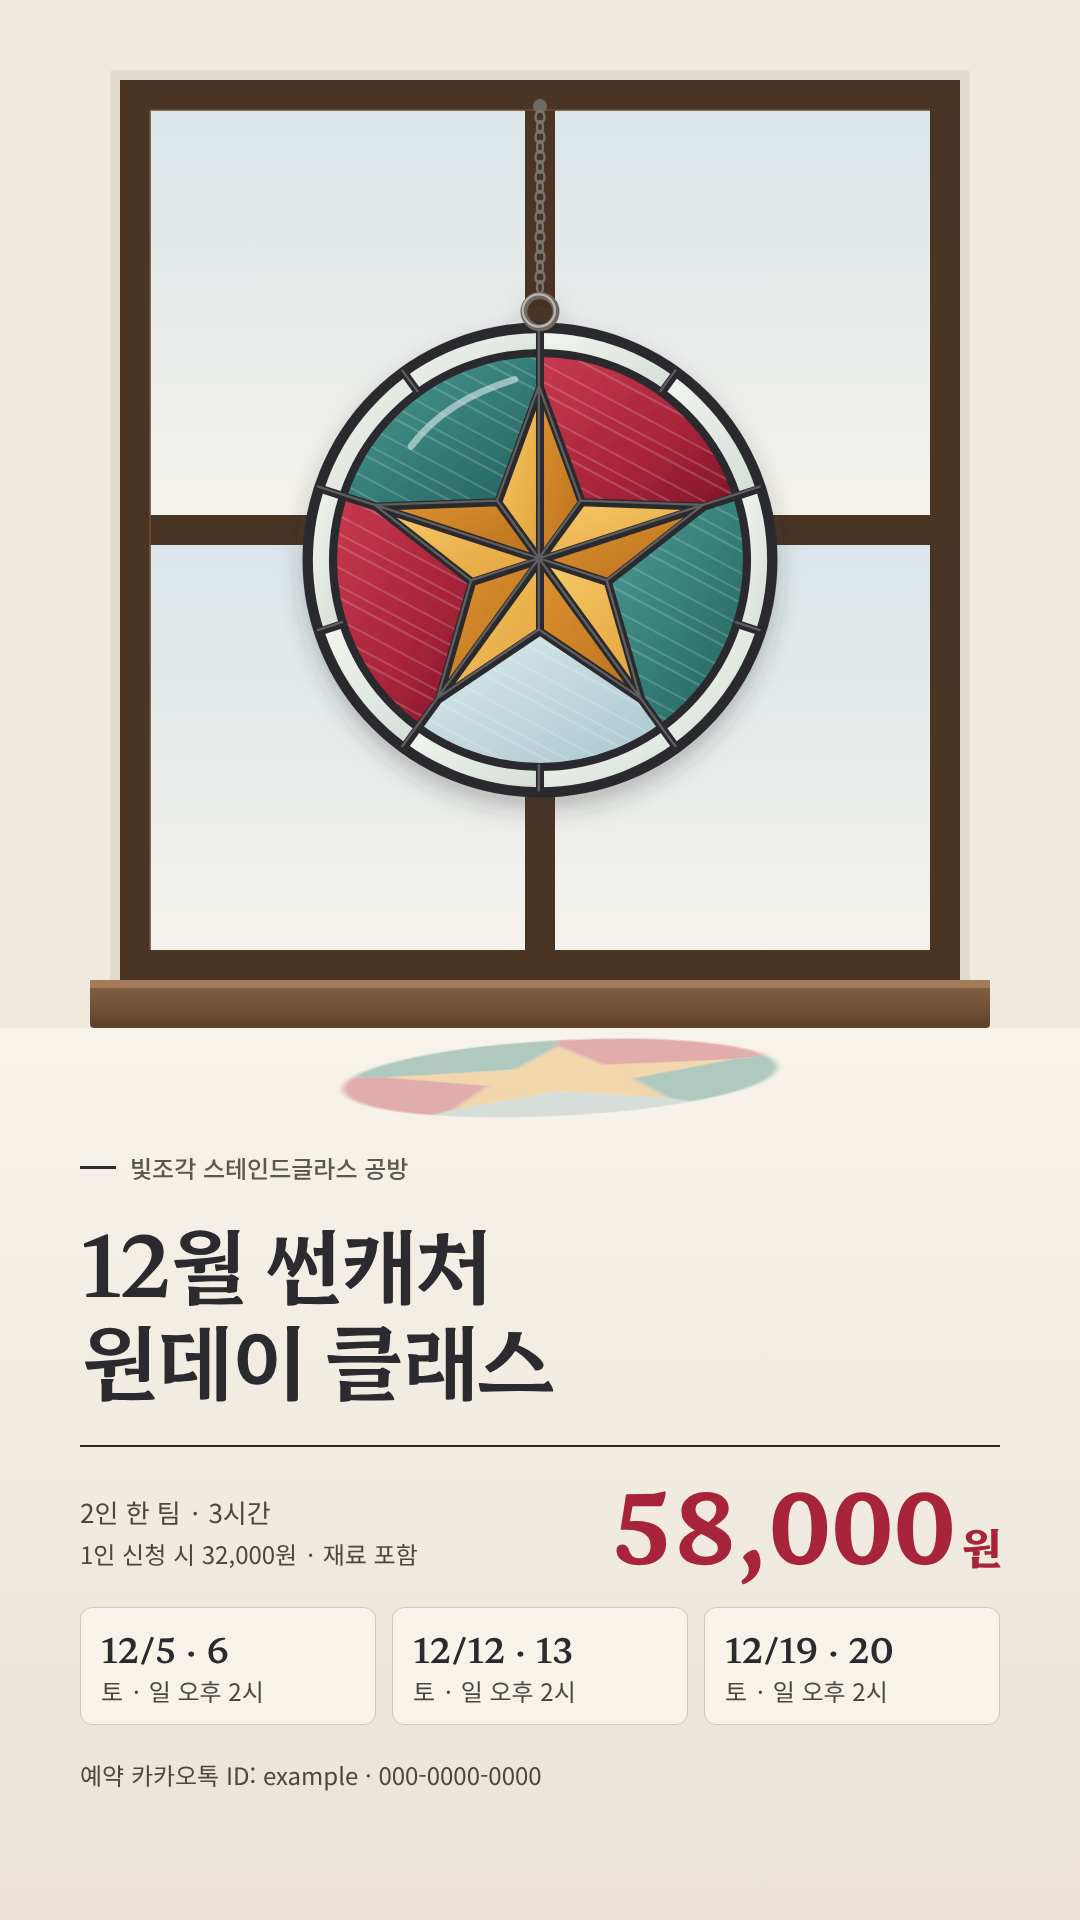 빛조각 스테인드글라스 공방
12월 썬캐처
원데이 클래스
2인 한 팀 · 3시간
1인 신청 시 32,000원 · 재료 포함
58,000원
12/5 · 6
토 · 일 오후 2시
12/12 · 13
토 · 일 오후 2시
12/19 · 20
토 · 일 오후 2시
예약 카카오톡 ID: example · 000-0000-0000